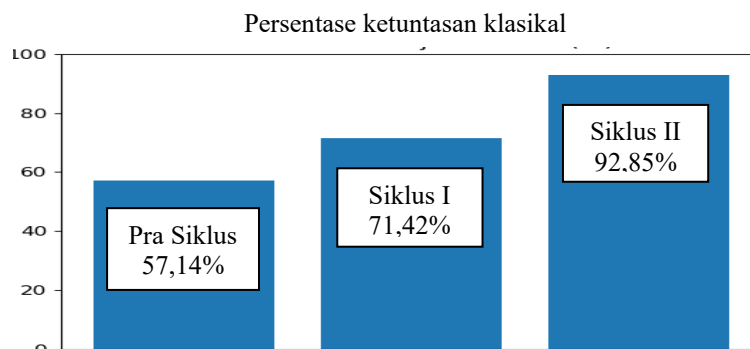 Persentase ketuntasan klasikal
100
80
60
40
20
0
Siklus II
92,85%
Siklus I
71,42%
Pra Siklus
57,14%